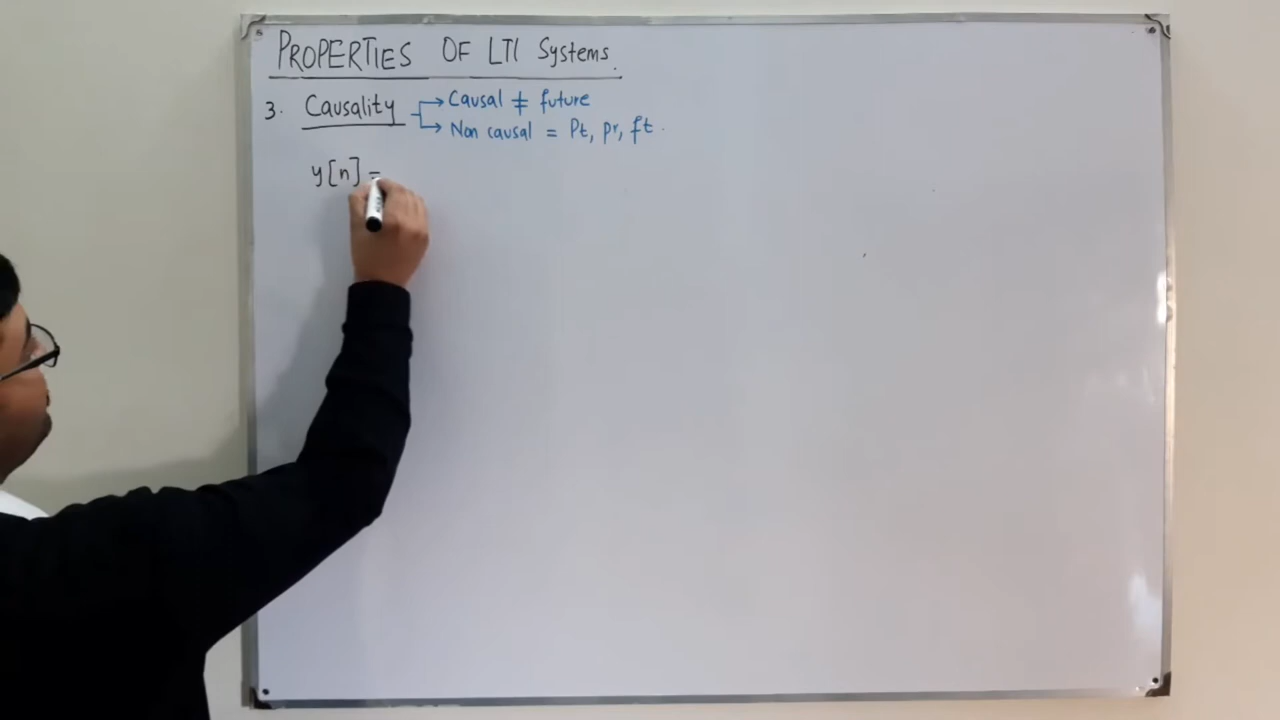 PROPERTIES OF LTI Systems.
3. Causality → Causal ≠ future
→ Non causal = Pt, pr, ft.
y[n] =